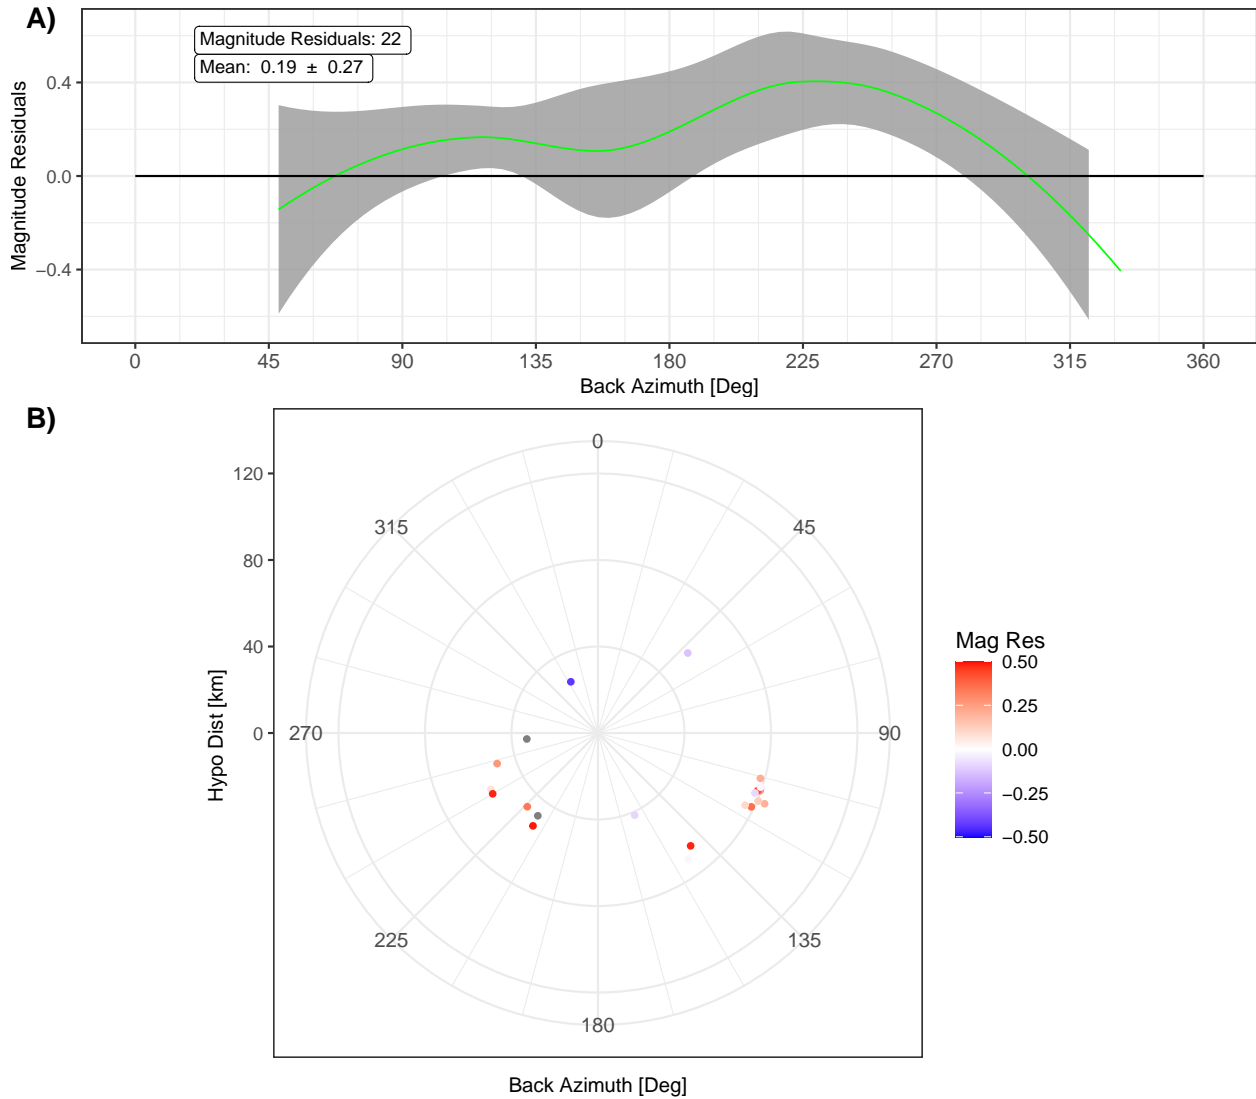 A)
Magnitude Residuals: 22
Mean:  0.19  ±  0.27
Magnitude Residuals
0.4
0.0
−0.4
0 45 90 135 180 225 270 315 360
Back Azimuth [Deg]
B)
Hypo Dist [km]
120
80
40
0
0
45
90
135
180
225
270
315
Back Azimuth [Deg]
Mag Res
0.50
0.25
0.00
−0.25
−0.50